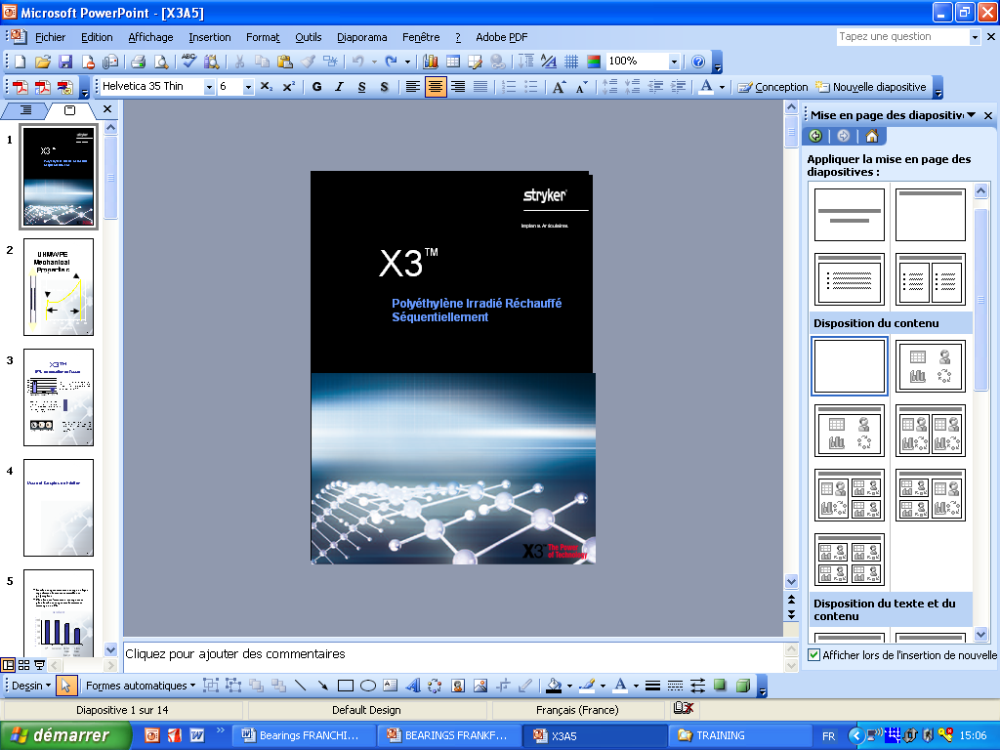 Microsoft PowerPoint - [X3A5]
Fichier Edition Affichage Insertion Format Outils Diaporama Fenêtre ? Adobe PDF
Tapez une question
100%
Helvetica 35 Thin 6 G I S S Conception Nouvelle diapositive
Mise en page des diapositiv
Appliquer la mise en page des
diapositives :
Disposition du contenu
Disposition du texte et du
contenu
Afficher lors de l'insertion de nouvelle
1
X3™
2
UHMWPE
Mechanical
Properties
3
X3™
4
5
stryker
Implants Articulaires
X3™
Polyéthylène Irradié Réchauffé
Séquentiellement
X3™ The Power
of Technology
Cliquez pour ajouter des commentaires
Dessin Formes automatiques
Diapositive 1 sur 14 Default Design Français (France)
démarrer Bearings FRANCHI... BEARINGS FRANKF... X3A5 TRAINING FR 15:06